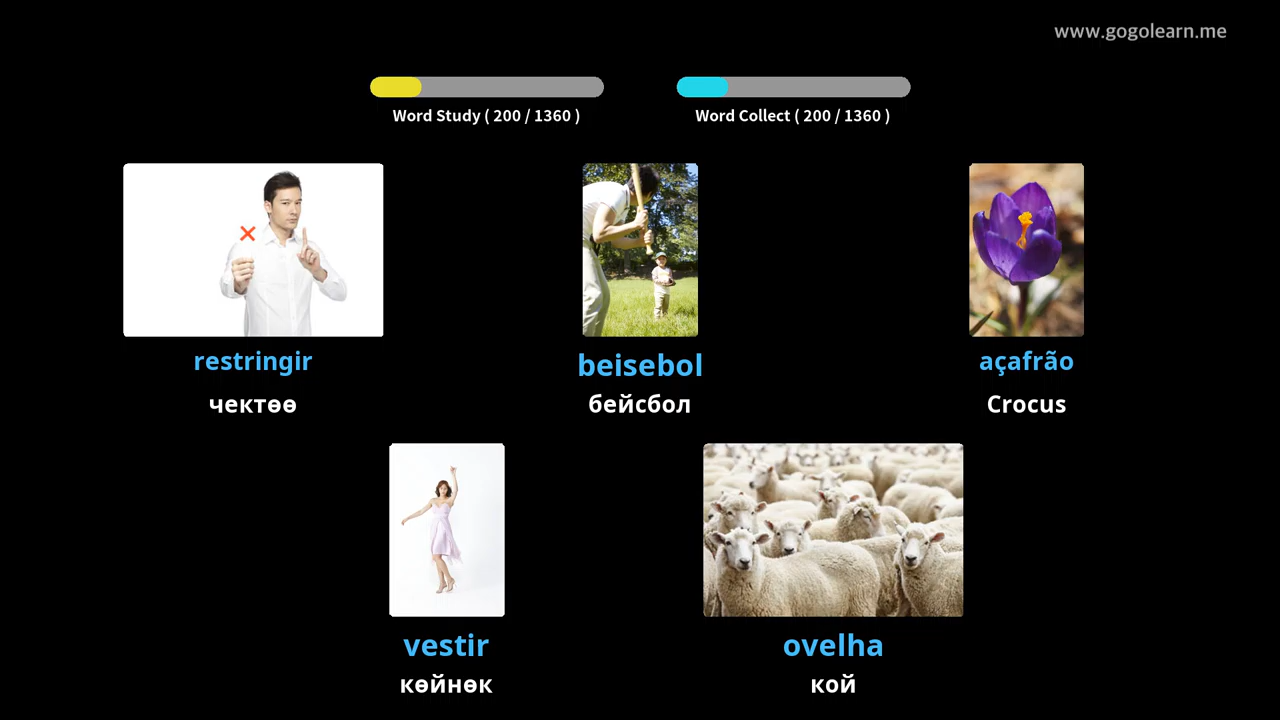 www.gogolearn.me
Word Study ( 200 / 1360 )
Word Collect ( 200 / 1360 )
restringir
чектөө
beisebol
бейсбол
açafrão
Crocus
vestir
көйнөк
ovelha
кой